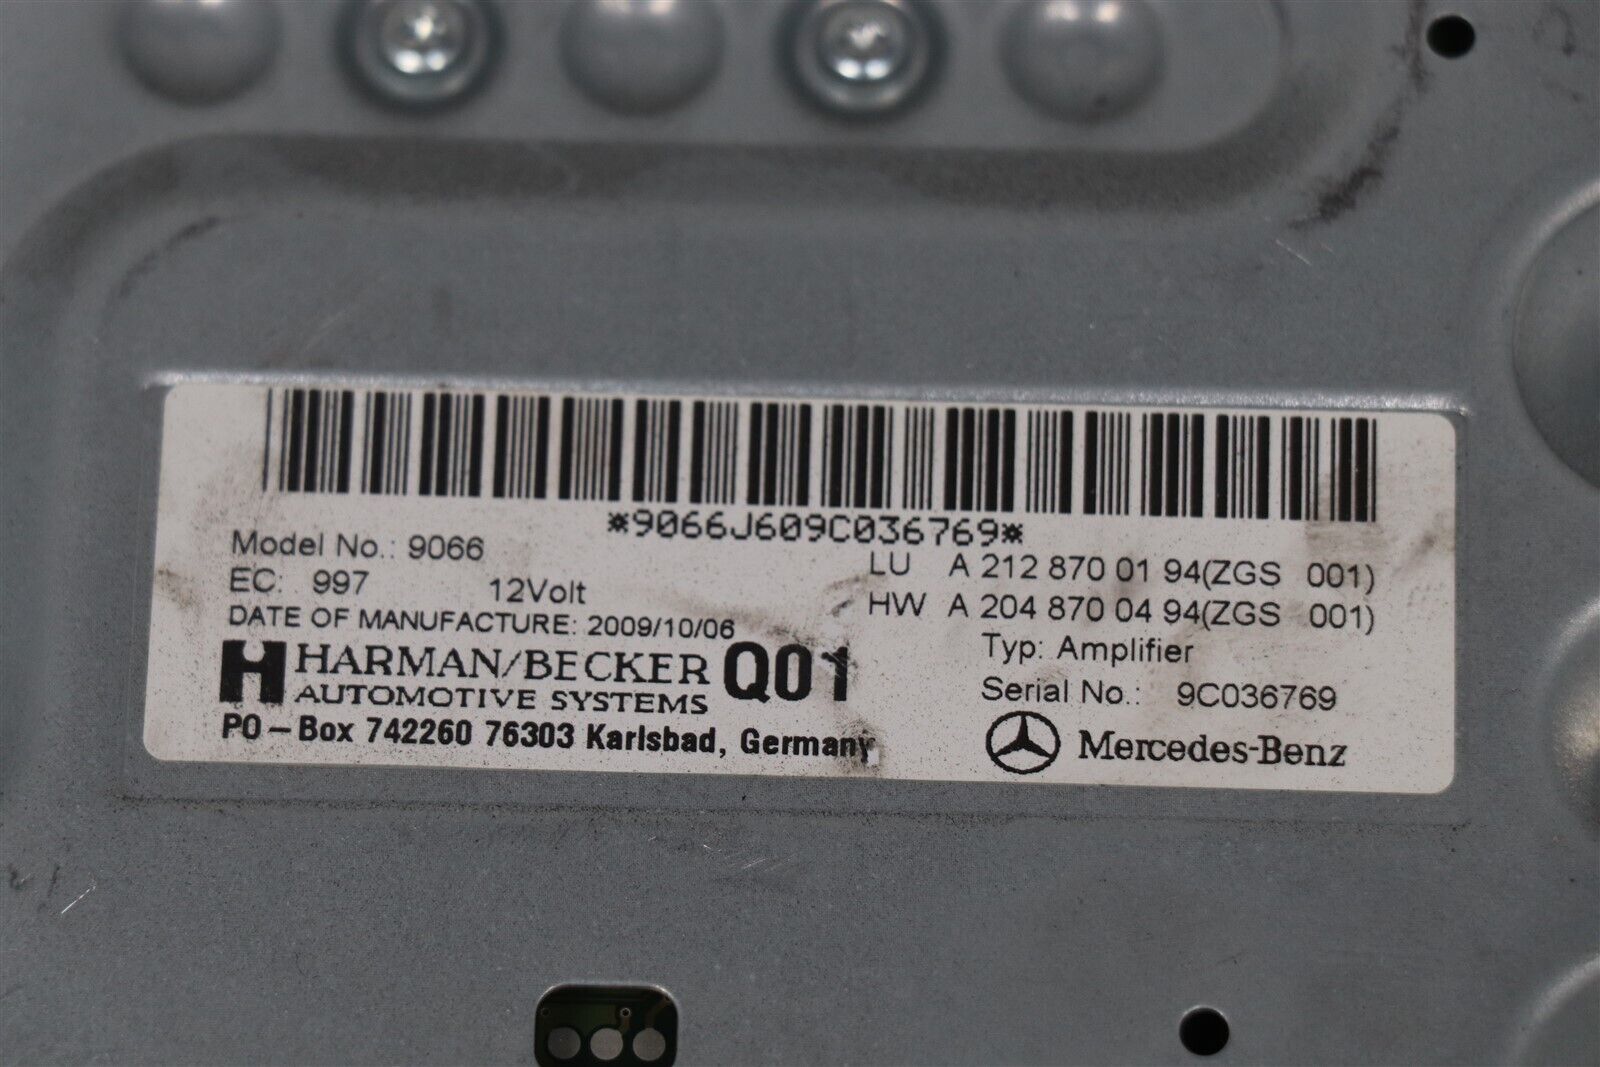 *9066J609C036769*
Model No.: 9066
EC: 997 12Volt
DATE OF MANUFACTURE: 2009/10/06
LU A 212 870 01 94(ZGS 001)
HW A 204 870 04 94(ZGS 001)
Typ: Amplifier
Serial No.: 9C036769
H HARMAN/BECKER Q01
AUTOMOTIVE SYSTEMS
PO-Box 742260 76303 Karlsbad, Germany
Mercedes-Benz